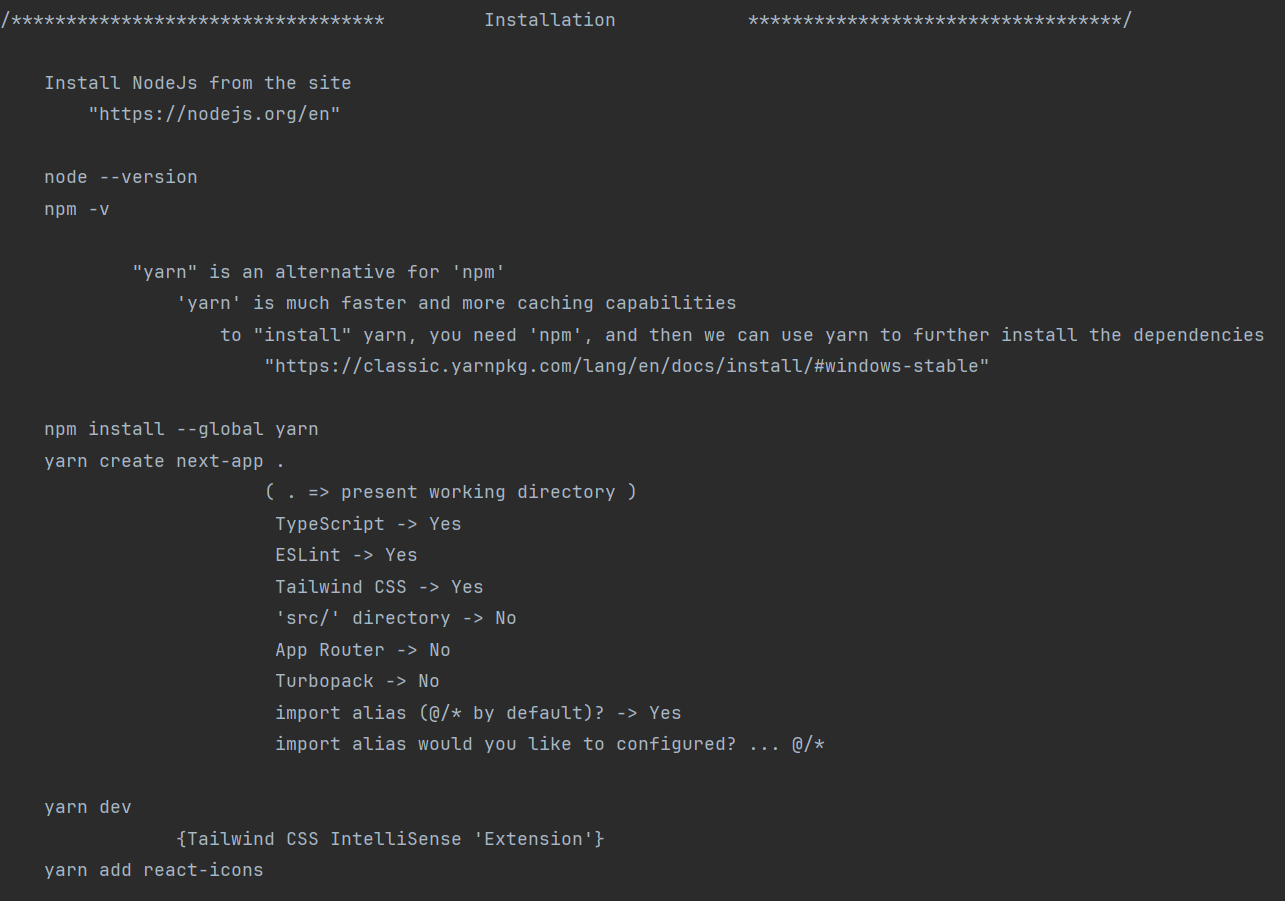 /********************************** Installation **********************************/
Install NodeJs from the site
"https://nodejs.org/en"
node --version
npm -v
"yarn" is an alternative for 'npm'
'yarn' is much faster and more caching capabilities
to "install" yarn, you need 'npm', and then we can use yarn to further install the dependencies
"https://classic.yarnpkg.com/lang/en/docs/install/#windows-stable"
npm install --global yarn
yarn create next-app .
( . => present working directory )
TypeScript -> Yes
ESLint -> Yes
Tailwind CSS -> Yes
'src/' directory -> No
App Router -> No
Turbopack -> No
import alias (@/* by default)? -> Yes
import alias would you like to configured? ... @/*
yarn dev
{Tailwind CSS IntelliSense 'Extension'}
yarn add react-icons